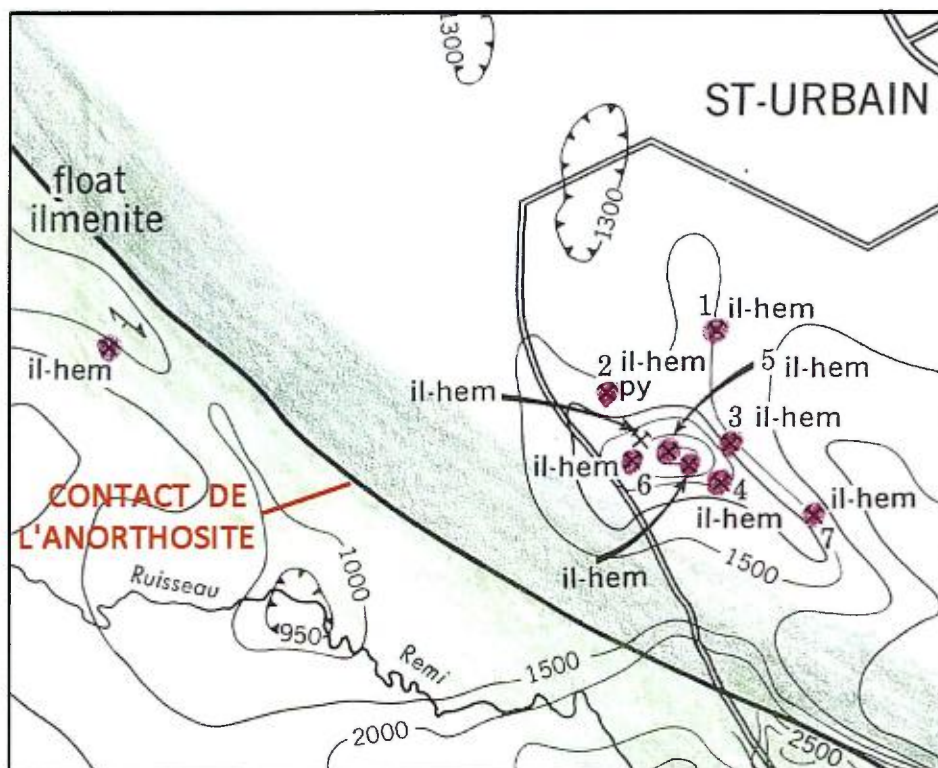 1300
ST-URBAIN
float
ilmenite
1300
1 il-hem
2 il-hem
py
5 il-hem
il-hem
il-hem
3 il-hem
il-hem
6
4
il-hem
il-hem
7
1500
il-hem
CONTACT DE
L'ANORTHOSITE
1000
Ruisseau
950
Remi
1500
2000
2500